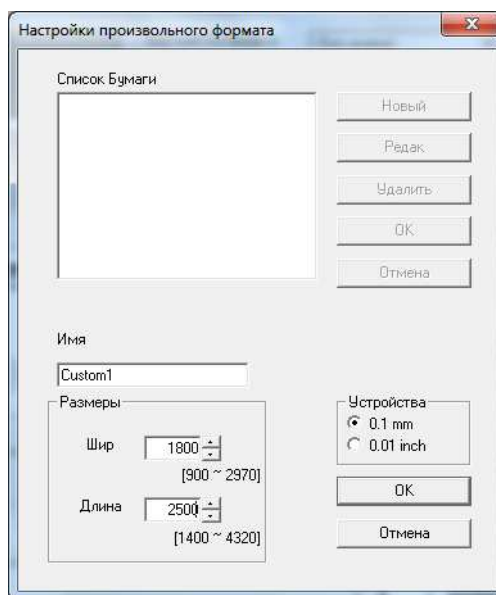 Настройки произвольного формата
Список Бумаги
Новый
Редак
Удалить
OK
Отмена
Имя
Custom1
Размеры
Шир 1800
[900 ~ 2970]
Длина 2500
[1400 ~ 4320]
Устройства
0.1 mm
0.01 inch
OK
Отмена